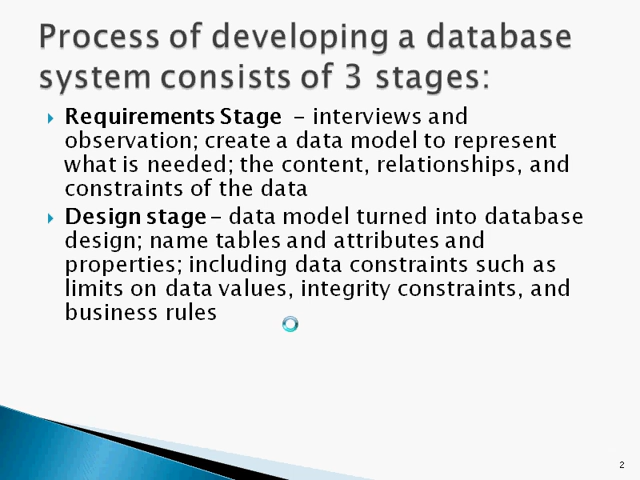 Process of developing a database
system consists of 3 stages:
Requirements Stage – interviews and
observation; create a data model to represent
what is needed; the content, relationships, and
constraints of the data
Design stage – data model turned into database
design; name tables and attributes and
properties; including data constraints such as
limits on data values, integrity constraints, and
business rules
2